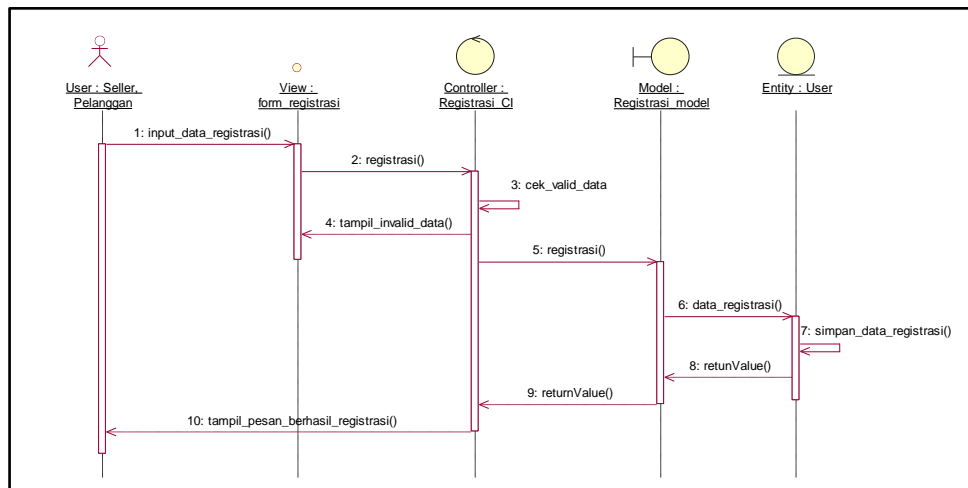 User : Seller,
Pelanggan
View :
form_registrasi
Controller :
Registrasi_CI
Model :
Registrasi_model
Entity : User
1: input_data_registrasi()
2: registrasi()
3: cek_valid_data
4: tampil_invalid_data()
5: registrasi()
6: data_registrasi()
7: simpan_data_registrasi()
8: retunValue()
9: returnValue()
10: tampil_pesan_berhasil_registrasi()